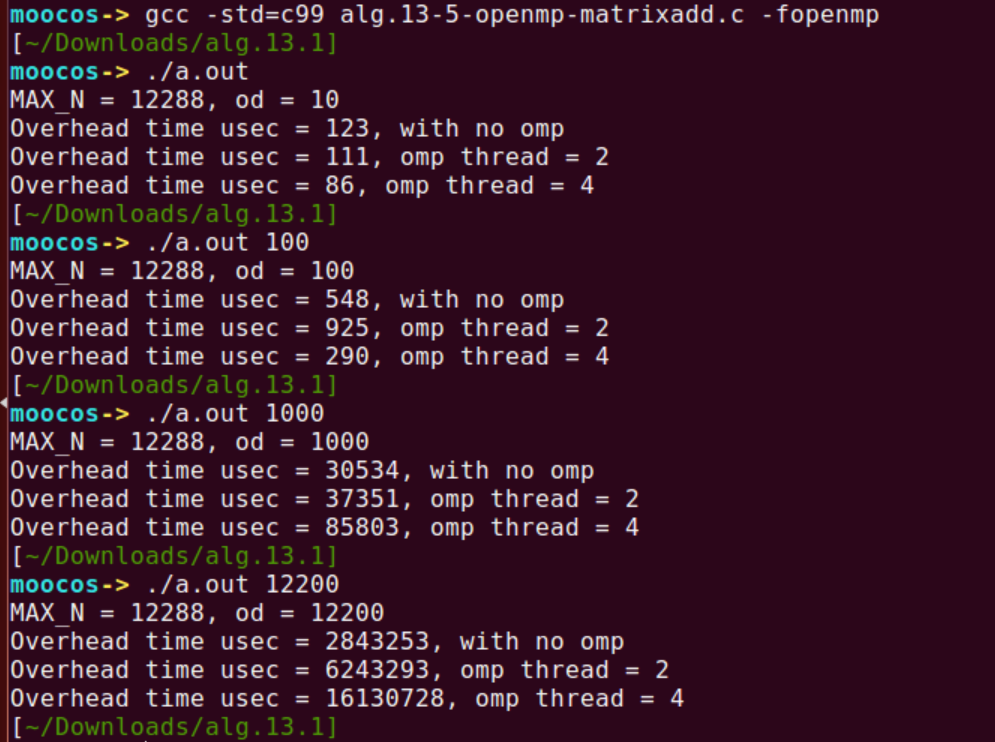 moocos-> gcc -std=c99 alg.13-5-openmp-matrixadd.c -fopenmp
[~/Downloads/alg.13.1]
moocos-> ./a.out
MAX_N = 12288, od = 10
Overhead time usec = 123, with no omp
Overhead time usec = 111, omp thread = 2
Overhead time usec = 86, omp thread = 4
[~/Downloads/alg.13.1]
moocos-> ./a.out 100
MAX_N = 12288, od = 100
Overhead time usec = 548, with no omp
Overhead time usec = 925, omp thread = 2
Overhead time usec = 290, omp thread = 4
[~/Downloads/alg.13.1]
moocos-> ./a.out 1000
MAX_N = 12288, od = 1000
Overhead time usec = 30534, with no omp
Overhead time usec = 37351, omp thread = 2
Overhead time usec = 85803, omp thread = 4
[~/Downloads/alg.13.1]
moocos-> ./a.out 12200
MAX_N = 12288, od = 12200
Overhead time usec = 2843253, with no omp
Overhead time usec = 6243293, omp thread = 2
Overhead time usec = 16130728, omp thread = 4
[~/Downloads/alg.13.1]